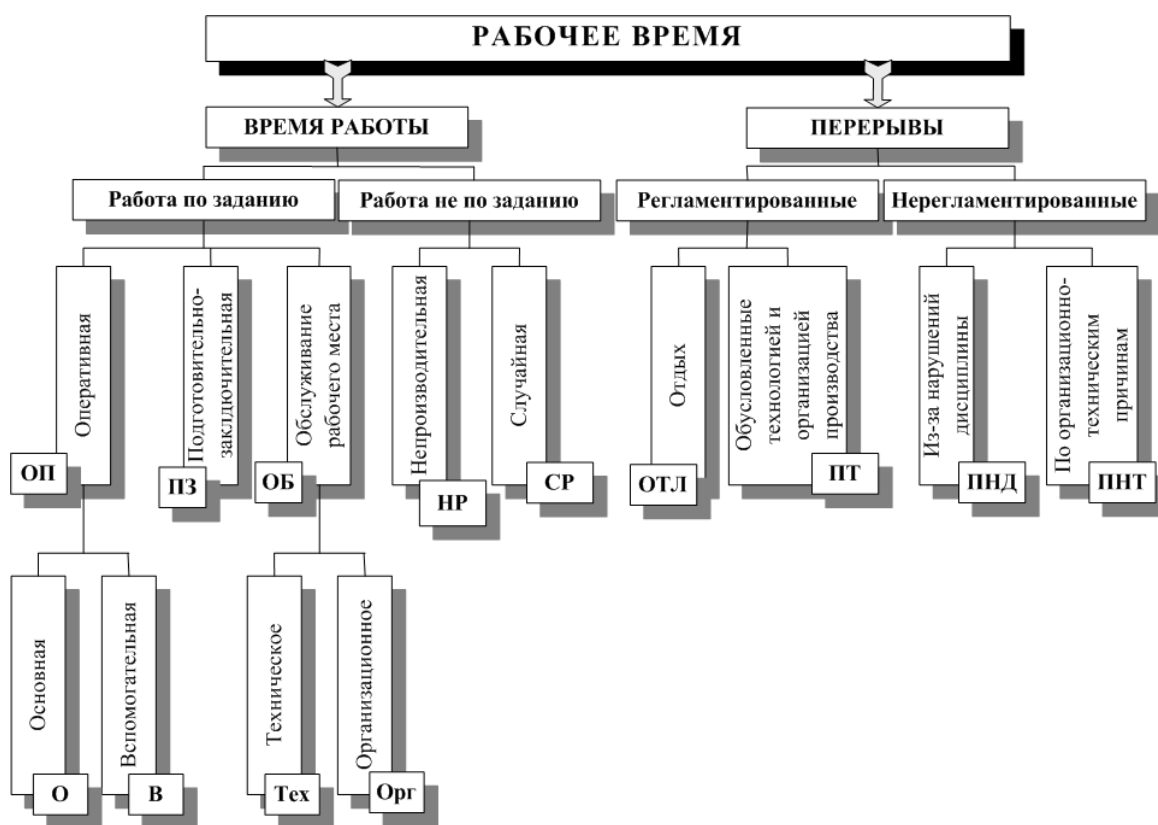 РАБОЧЕЕ ВРЕМЯ
ВРЕМЯ РАБОТЫ
ПЕРЕРЫВЫ
Работа по заданию
Работа не по заданию
Регламентированные
Нерегламентированные
Оперативная
ОП
Подготовительно-
заключительная
ПЗ
Обслуживание
рабочего места
ОБ
Непроизводительная
НР
Случайная
СР
Отдых
ОТЛ
Обусловленные
технологией и
организацией
производства
ПТ
Из-за нарушений
дисциплины
ПНД
По организационно-
техническим
причинам
ПНТ
Основная
О
Вспомогательная
В
Техническое
Тех
Организационное
Орг